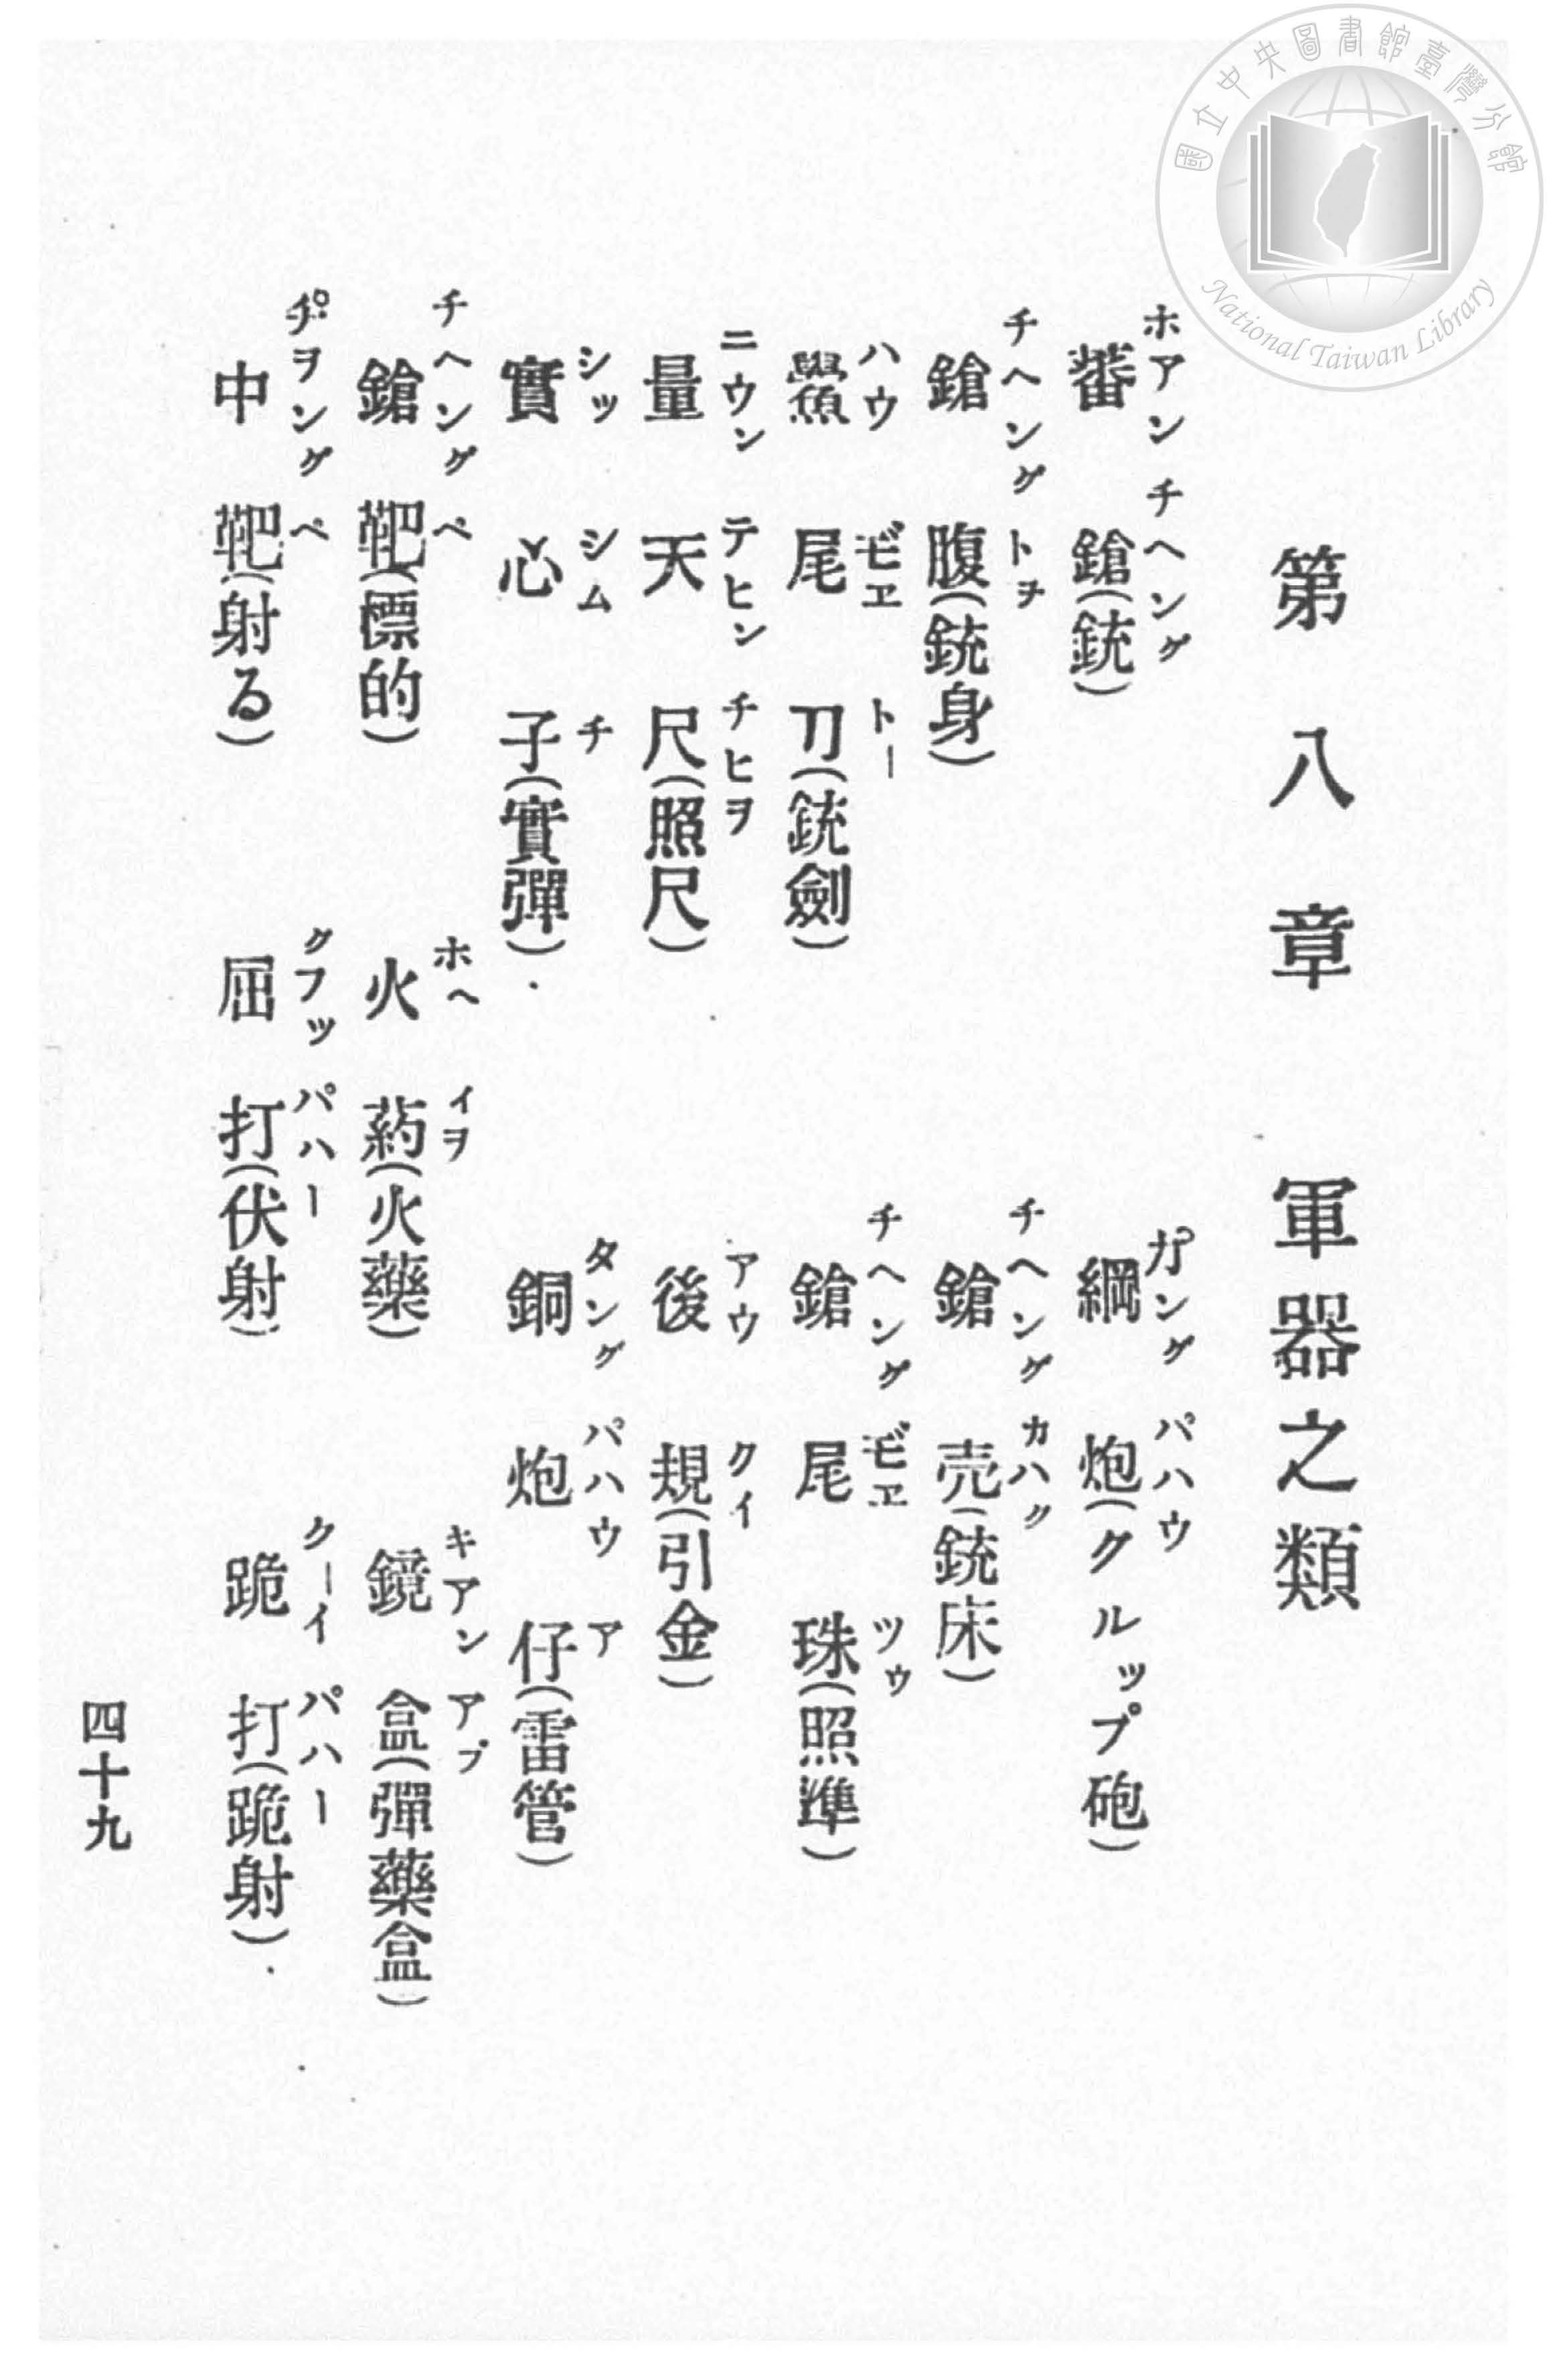 國立中央圖書館臺灣分館
National Taiwan Library
第八章 軍器之類
ホアン チヘング
蕃鎗(銃)
ガング パハウ
綱炮(クルップ砲)
チヘング トヲ
鎗腹(銃身)
チヘング カハク
鎗売(銃床)
ハウ ビエ トー
鱟尾刀(銃劍)
チヘング ビエ ツウ
鎗尾珠(照準)
ニウン テヒン チヒヲ
量天尺(照尺)
アウ クイ
後規(引金)
シッ シム チ
實心子(實彈)
タング パハウ ア
銅炮仔(雷管)
チヘング ペ
鎗靶(標的)
ホヘ イヲ
火葯(火藥)
キアン アプ
鏡盒(彈藥盒)
チヲング ペ
中靶(射る)
クフッ パハー
屈打(伏射)
クーイ パハー
跪打(跪射)
四十九